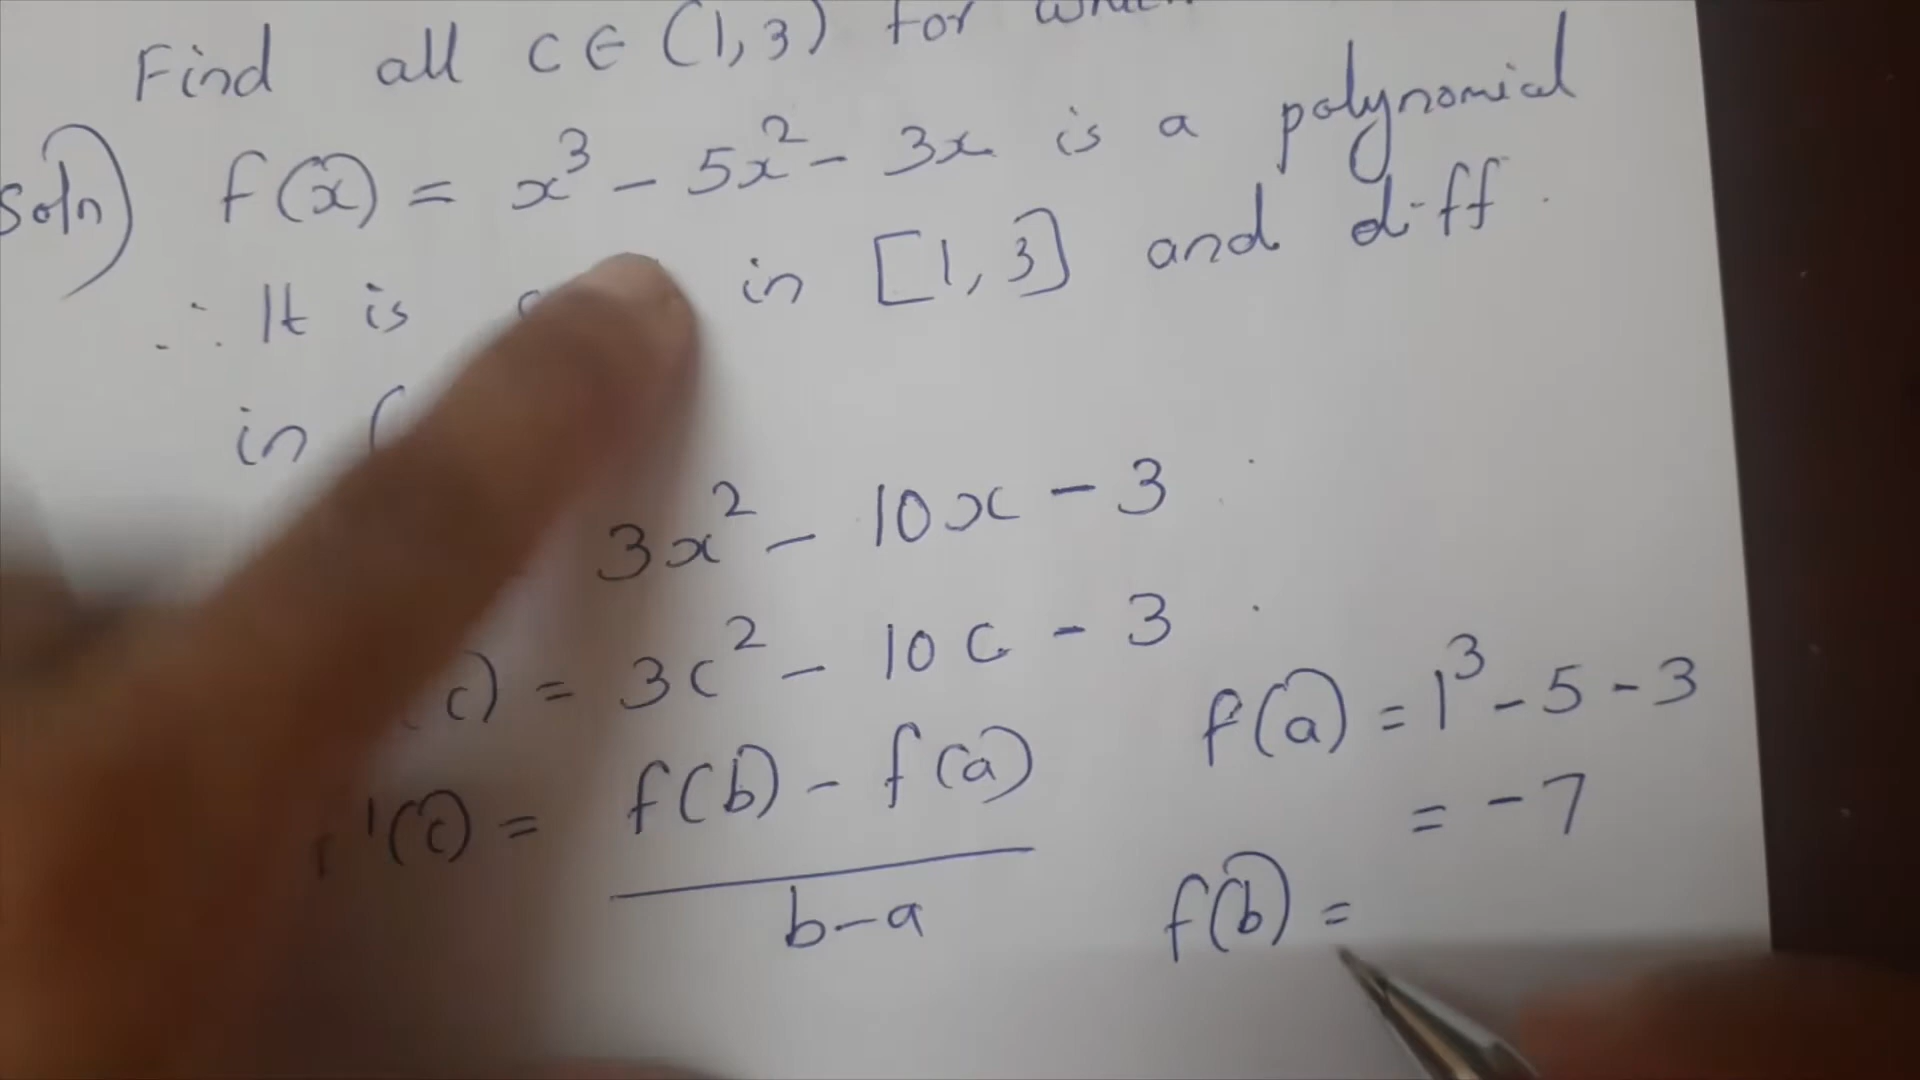 Find all c ∈ (1,3) for
Soln) f(x) = x³ - 5x² - 3x is a polynomial
∴ It is in [1,3] and diff.
in (
3x² - 10x - 3
c) = 3c² - 10c - 3
f(a) = 1³ - 5 - 3
= -7
'(c) = f(b) - f(a)
b-a
f(b) =